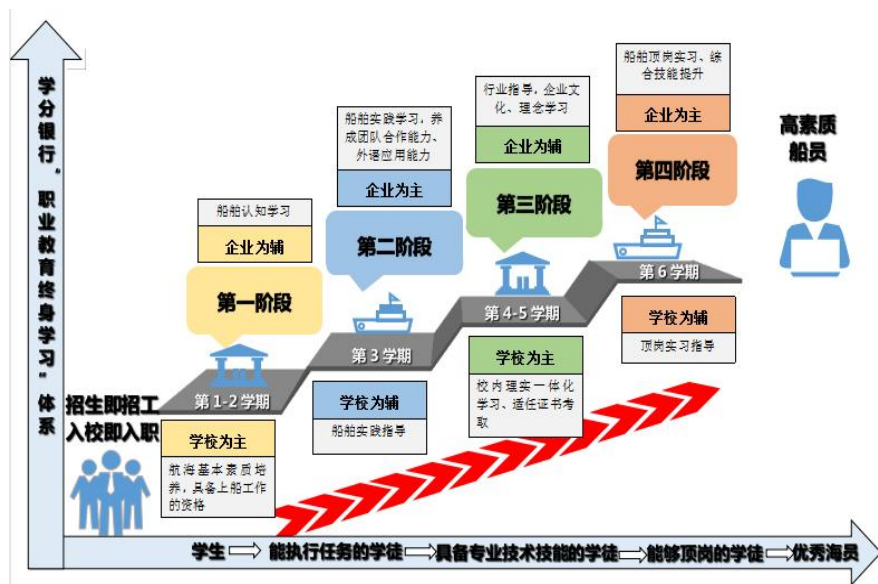 学分银行“职业教育终身学习”体系
招生即招工
入校即入职
船舶认知学习
企业为辅
第一阶段
第1-2学期
学校为主
航海基本素质培
养，具备上船工作
的资格
船舶实践学习，养
成团队合作能力、
外语应用能力
企业为主
第二阶段
第3学期
学校为辅
船舶实践指导
行业指导，企业文
化、理念学习
企业为辅
第三阶段
第4-5学期
学校为主
校内理实一体化
学习、适任证书考
取
船舶顶岗实习、综
合技能提升
企业为主
第四阶段
第6学期
学校为辅
顶岗实习指导
高素质
船员
学生 能执行任务的学徒 具备专业技术技能的学徒 能够顶岗的学徒 优秀海员